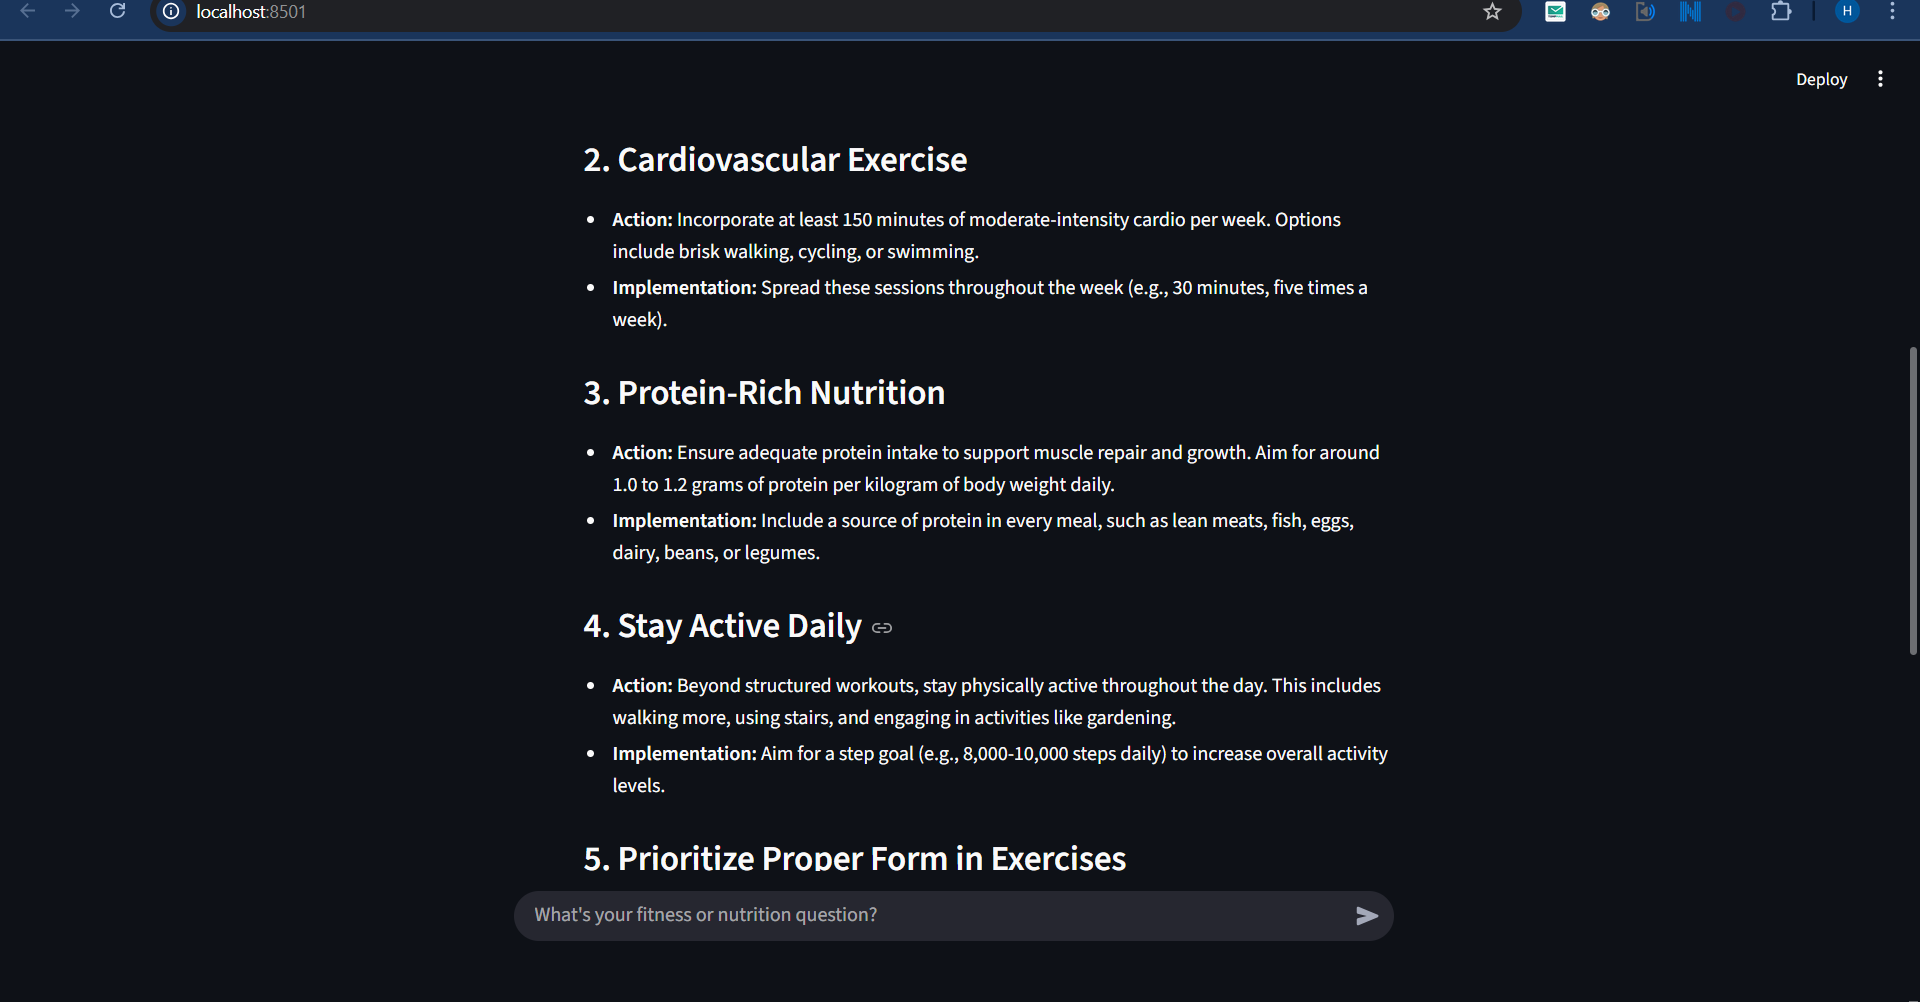 localhost:8501
H
Deploy
2. Cardiovascular Exercise
• Action: Incorporate at least 150 minutes of moderate-intensity cardio per week. Options
include brisk walking, cycling, or swimming.
• Implementation: Spread these sessions throughout the week (e.g., 30 minutes, five times a
week).
3. Protein-Rich Nutrition
• Action: Ensure adequate protein intake to support muscle repair and growth. Aim for around
1.0 to 1.2 grams of protein per kilogram of body weight daily.
• Implementation: Include a source of protein in every meal, such as lean meats, fish, eggs,
dairy, beans, or legumes.
4. Stay Active Daily
• Action: Beyond structured workouts, stay physically active throughout the day. This includes
walking more, using stairs, and engaging in activities like gardening.
• Implementation: Aim for a step goal (e.g., 8,000-10,000 steps daily) to increase overall activity
levels.
5. Prioritize Proper Form in Exercises
What's your fitness or nutrition question?